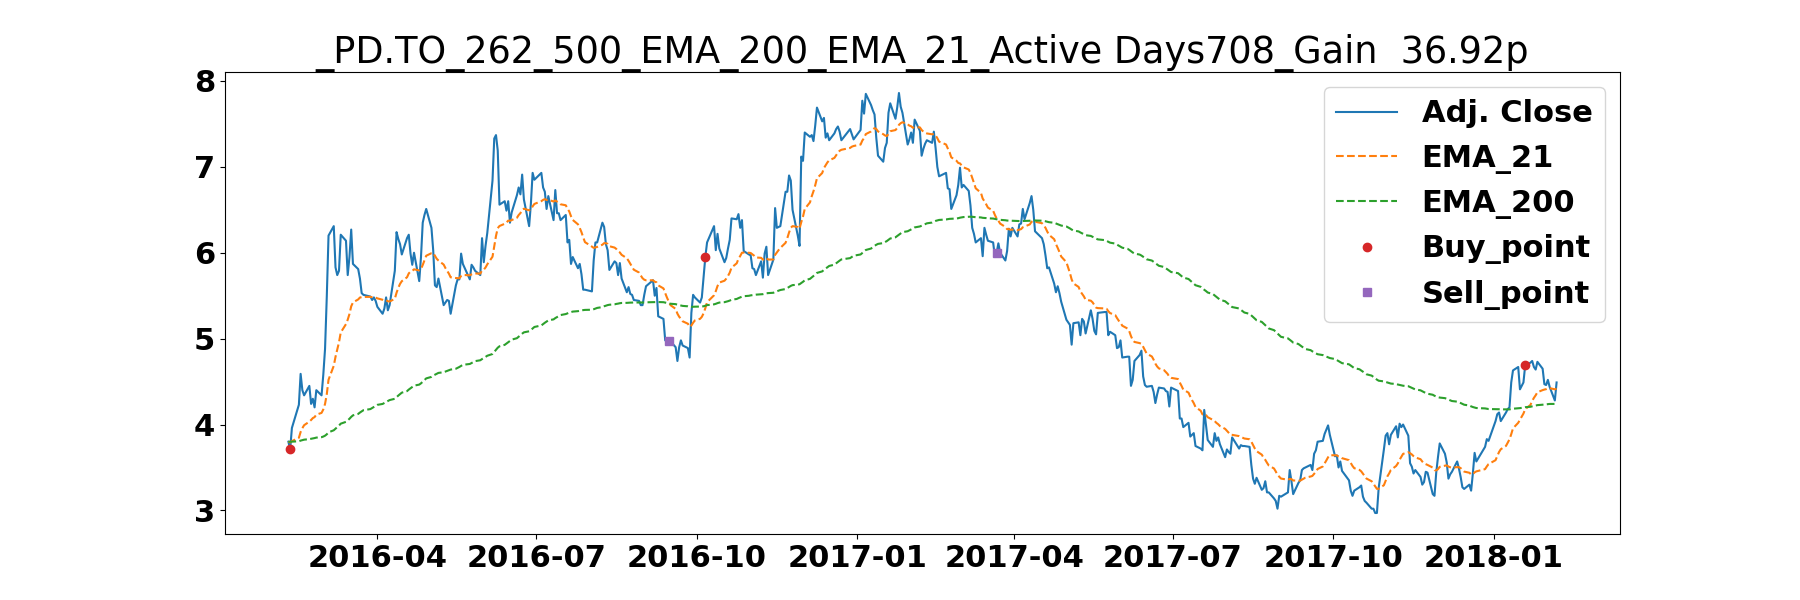 _PD.TO_262_500_EMA_200_EMA_21_Active Days708_Gain  36.92p
8
7
6
5
4
3
Adj. Close
EMA_21
EMA_200
Buy_point
Sell_point
2016-04 2016-07 2016-10 2017-01 2017-04 2017-07 2017-10 2018-01